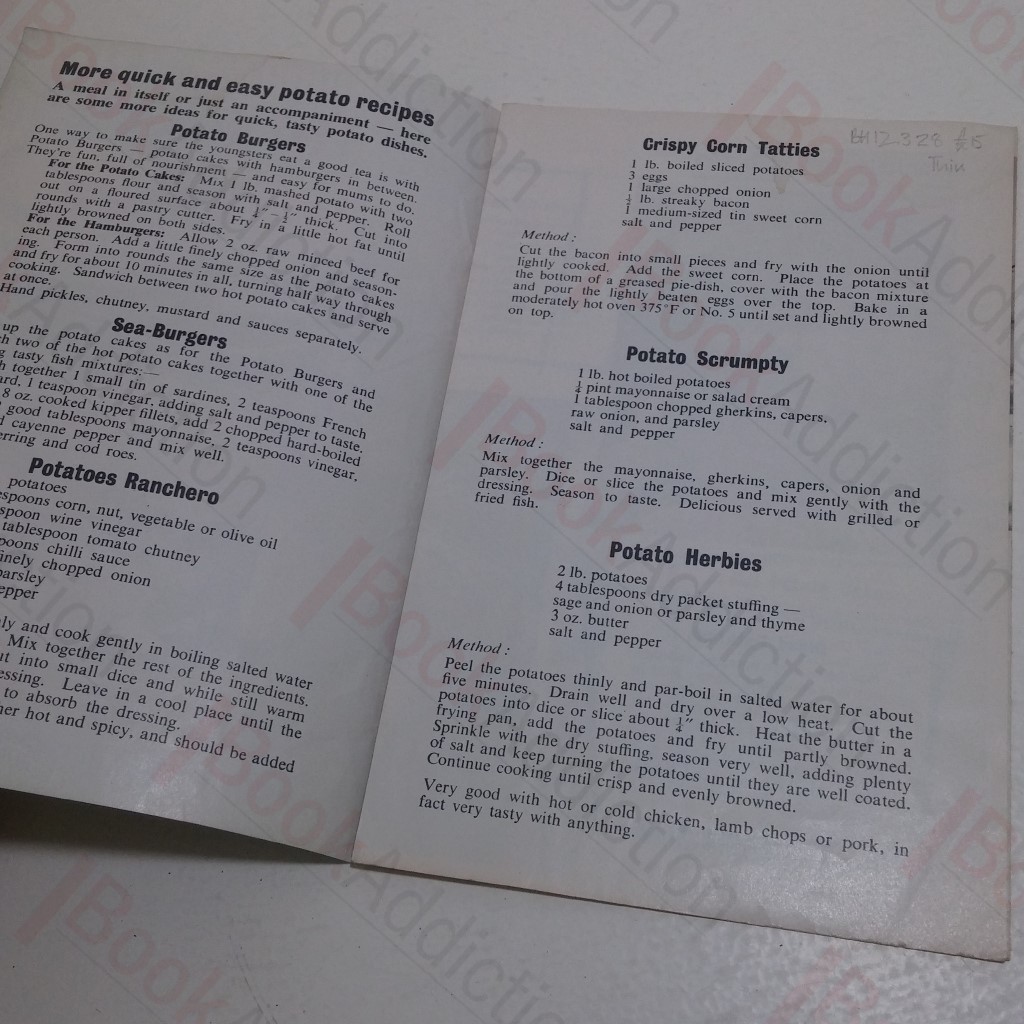 More quick and easy potato recipes
A meal in itself or just an accompaniment — here
are some more ideas for quick, tasty potato dishes.
Potato Burgers
One way to make sure the youngsters eat a good tea is with
Potato Burgers — potato cakes with hamburgers in between.
They're fun, full of nourishment — and easy for mums to do.
For the Potato Cakes: Mix 1 lb. mashed potato with two
tablespoons flour and season with salt and pepper. Roll
out on a floured surface about ¼″–½″ thick. Cut into
rounds with a pastry cutter. Fry in a little hot fat until
lightly browned on both sides.
For the Hamburgers: Allow 2 oz. raw minced beef for
each person. Add a little finely chopped onion and season-
ing. Form into rounds the same size as the potato cakes
and fry for about 10 minutes in all, turning half way through
cooking. Sandwich between two hot potato cakes and serve
at once.
Hand pickles, chutney, mustard and sauces separately.
Sea-Burgers
up the potato cakes as for the Potato Burgers and
two of the hot potato cakes together with one of the
tasty fish mixtures:—
together 1 small tin of sardines, 2 teaspoons French
1 teaspoon vinegar, adding salt and pepper to taste.
8 oz. cooked kipper fillets, add 2 chopped hard-boiled
good tablespoons mayonnaise, 2 teaspoons vinegar,
cayenne pepper and mix well.
erring and cod roes.
Potatoes Ranchero
potatoes
spoons corn, nut, vegetable or olive oil
spoon wine vinegar
tablespoon tomato chutney
poons chilli sauce
finely chopped onion
parsley
epper
ly and cook gently in boiling salted water
Mix together the rest of the ingredients.
into small dice and while still warm
essing. Leave in a cool place until the
to absorb the dressing.
her hot and spicy, and should be added
BH12328 £15
Thin
Crispy Corn Tatties
1 lb. boiled sliced potatoes
3 eggs
1 large chopped onion
½ lb. streaky bacon
1 medium-sized tin sweet corn
salt and pepper
Method :
Cut the bacon into small pieces and fry with the onion until
lightly cooked. Add the sweet corn. Place the potatoes at
the bottom of a greased pie-dish, cover with the bacon mixture
and pour the lightly beaten eggs over the top. Bake in a
moderately hot oven 375°F or No. 5 until set and lightly browned
on top.
Potato Scrumpty
1 lb. hot boiled potatoes
¼ pint mayonnaise or salad cream
1 tablespoon chopped gherkins, capers,
raw onion, and parsley
salt and pepper
Method :
Mix together the mayonnaise, gherkins, capers, onion and
parsley. Dice or slice the potatoes and mix gently with the
dressing. Season to taste. Delicious served with grilled or
fried fish.
Potato Herbies
2 lb. potatoes
4 tablespoons dry packet stuffing —
sage and onion or parsley and thyme
3 oz. butter
salt and pepper
Method :
Peel the potatoes thinly and par-boil in salted water for about
five minutes. Drain well and dry over a low heat. Cut the
potatoes into dice or slice about ¼″ thick. Heat the butter in a
frying pan, add the potatoes and fry until partly browned.
Sprinkle with the dry stuffing, season very well, adding plenty
of salt and keep turning the potatoes until they are well coated.
Continue cooking until crisp and evenly browned.
Very good with hot or cold chicken, lamb chops or pork, in
fact very tasty with anything.
BookAddiction